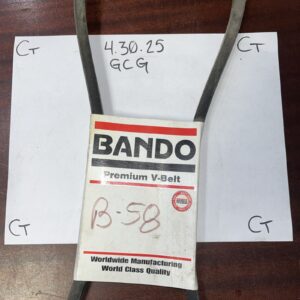 CT
4.30.25
CT
GCG
BANDO
Premium V-Belt
B-58
CT
CT
Worldwide Manufacturing
World Class Quality